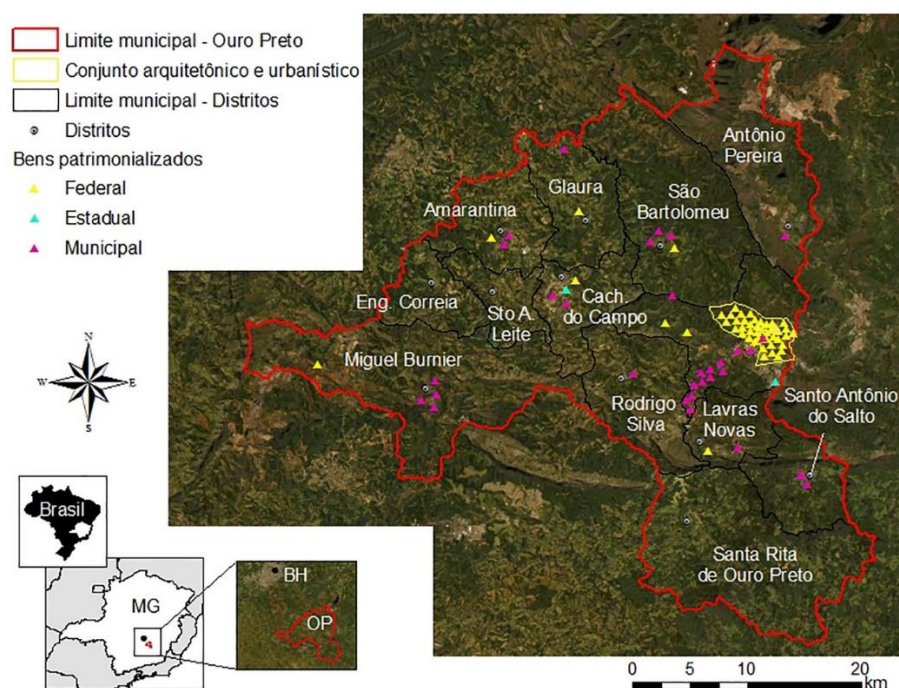 Limite municipal - Ouro Preto
Conjunto arquitetônico e urbanístico
Limite municipal - Distritos
Distritos
Bens patrimonializados
Federal
Estadual
Municipal
N
W
E
S
Antônio
Pereira
Glaura
São
Bartolomeu
Amarantina
Eng. Correia
Sto A.
Leite
Cach.
do Campo
Miguel Burnier
Rodrigo
Silva
Lavras
Novas
Santo Antônio
do Salto
Santa Rita
de Ouro Preto
Brasil
MG
BH
OP
0 5 10 20
km